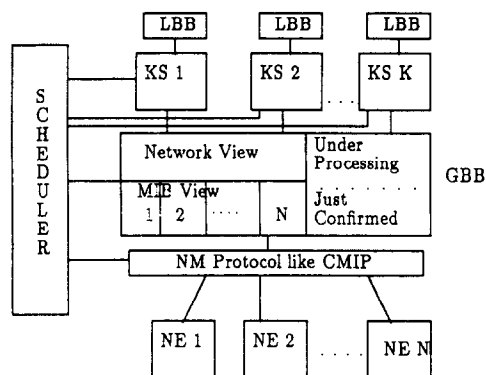 LBB LBB LBB
KS 1 KS 2 KS K
. . . .
SCHEDULER
Network View
Under
Processing
. . . . . . . . .
GBB
MIB View
Just
Confirmed
1 2 .... N
NM Protocol like CMIP
NE 1 NE 2 . . . . NE N